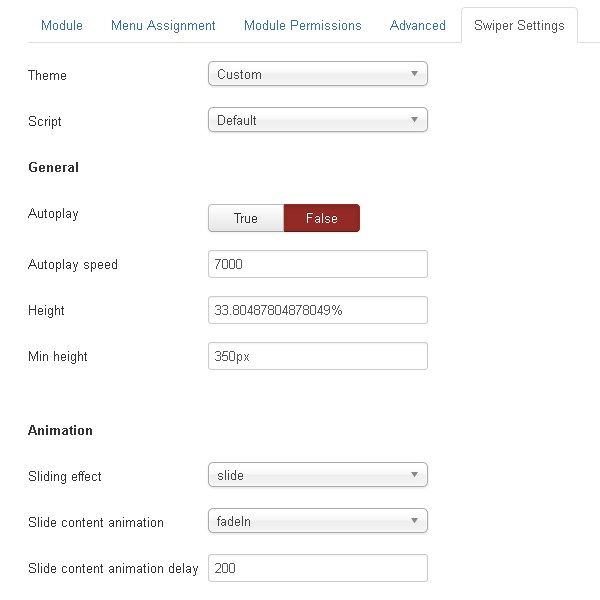 Module Menu Assignment Module Permissions Advanced Swiper Settings
Theme Custom
Script Default
General
Autoplay True False
Autoplay speed 7000
Height 33.80487804878049%
Min height 350px
Animation
Sliding effect slide
Slide content animation fadeIn
Slide content animation delay 200